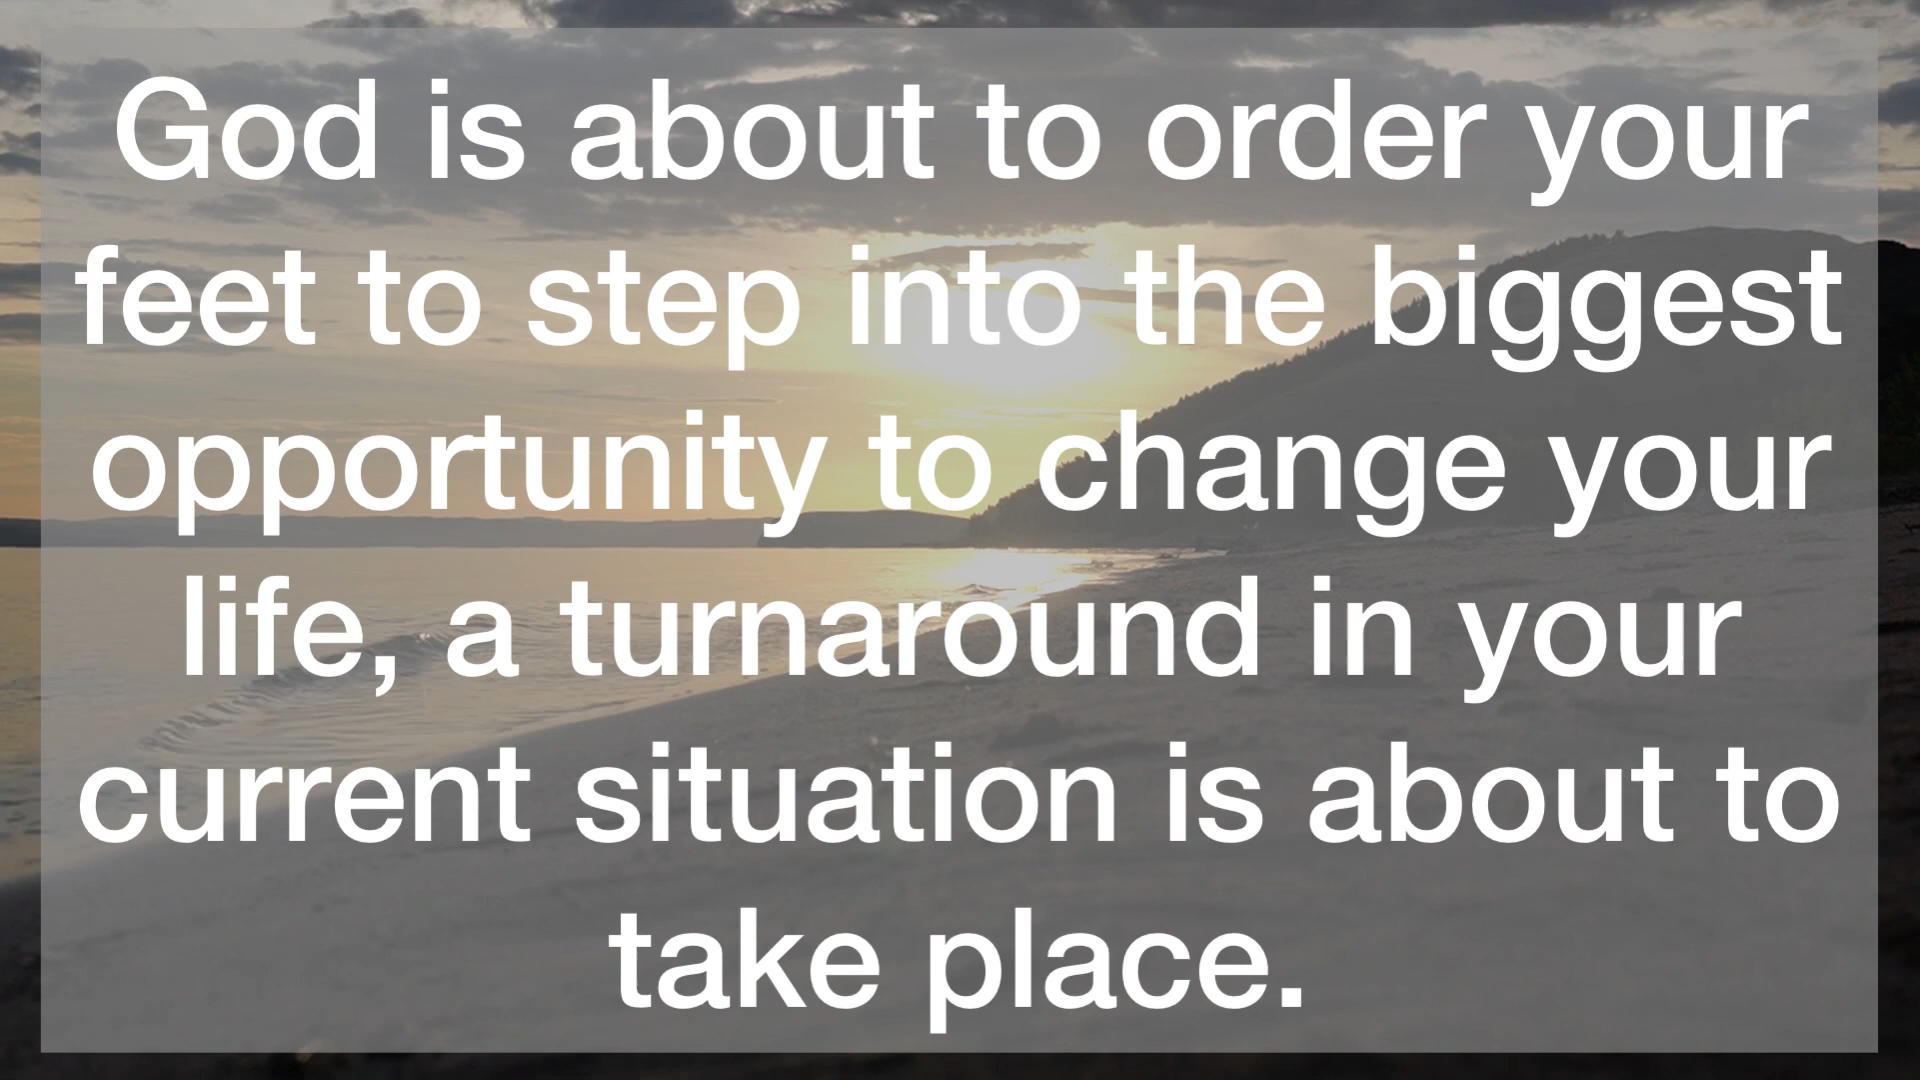 God is about to order your
feet to step into the biggest
opportunity to change your
life, a turnaround in your
current situation is about to
take place.